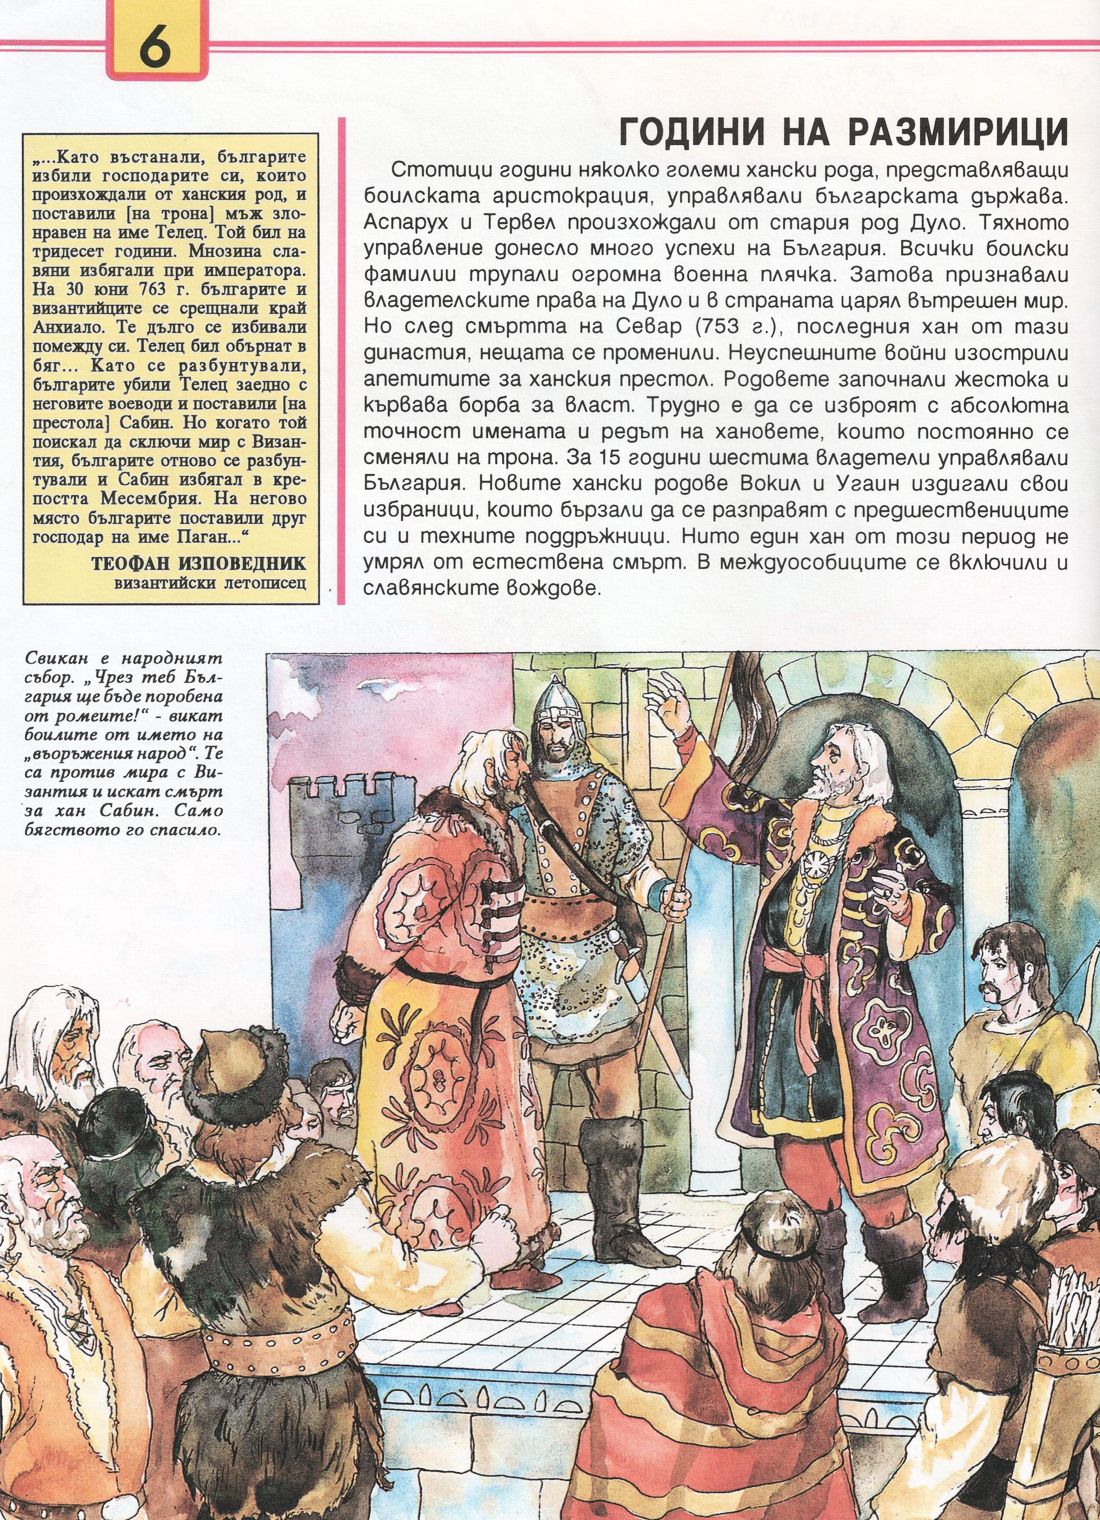 6
„...Като въстанали, българите
избили господарите си, които
произхождали от ханския род, и
поставили [на трона] мъж зло-
нравен на име Телец. Той бил на
тридесет години. Мнозина сла-
вяни избягали при императора.
На 30 юни 763 г. българите и
византийците се срещнали край
Анхиало. Те дълго се избивали
помежду си. Телец бил обърнат в
бяг... Като се разбунтували,
българите убили Телец заедно с
неговите воеводи и поставили [на
престола] Сабин. Но когато той
поискал да сключи мир с Визан-
тия, българите отново се разбун-
тували и Сабин избягал в кре-
постта Месембрия. На негово
място българите поставили друг
господар на име Паган...“
ТЕОФАН ИЗПОВЕДНИК
византийски летописец
ГОДИНИ НА РАЗМИРИЦИ
Стотици години няколко големи хански рода, представляващи
боилската аристокрация, управлявали българската държава.
Аспарух и Тервел произхождали от стария род Дуло. Тяхното
управление донесло много успехи на България. Всички боилски
фамилии трупали огромна военна плячка. Затова признавали
владетелските права на Дуло и в страната царял вътрешен мир.
Но след смъртта на Севар (753 г.), последния хан от тази
династия, нещата се променили. Неуспешните войни изострили
апетитите за ханския престол. Родовете започнали жестока и
кървава борба за власт. Трудно е да се изброят с абсолютна
точност имената и редът на хановете, които постоянно се
сменяли на трона. За 15 години шестима владетели управлявали
България. Новите хански родове Вокил и Угаин издигали свои
избраници, които бързали да се разправят с предшествениците
си и техните поддръжници. Нито един хан от този период не
умрял от естествена смърт. В междуособиците се включили и
славянските вождове.
Свикан е народният
събор. „Чрез теб Бъл-
гария ще бъде поробена
от ромеите!“ - викат
боилите от името на
„въоръжения народ“. Те
са против мира с Ви-
зантия и искат смърт
за хан Сабин. Само
бягството го спасило.